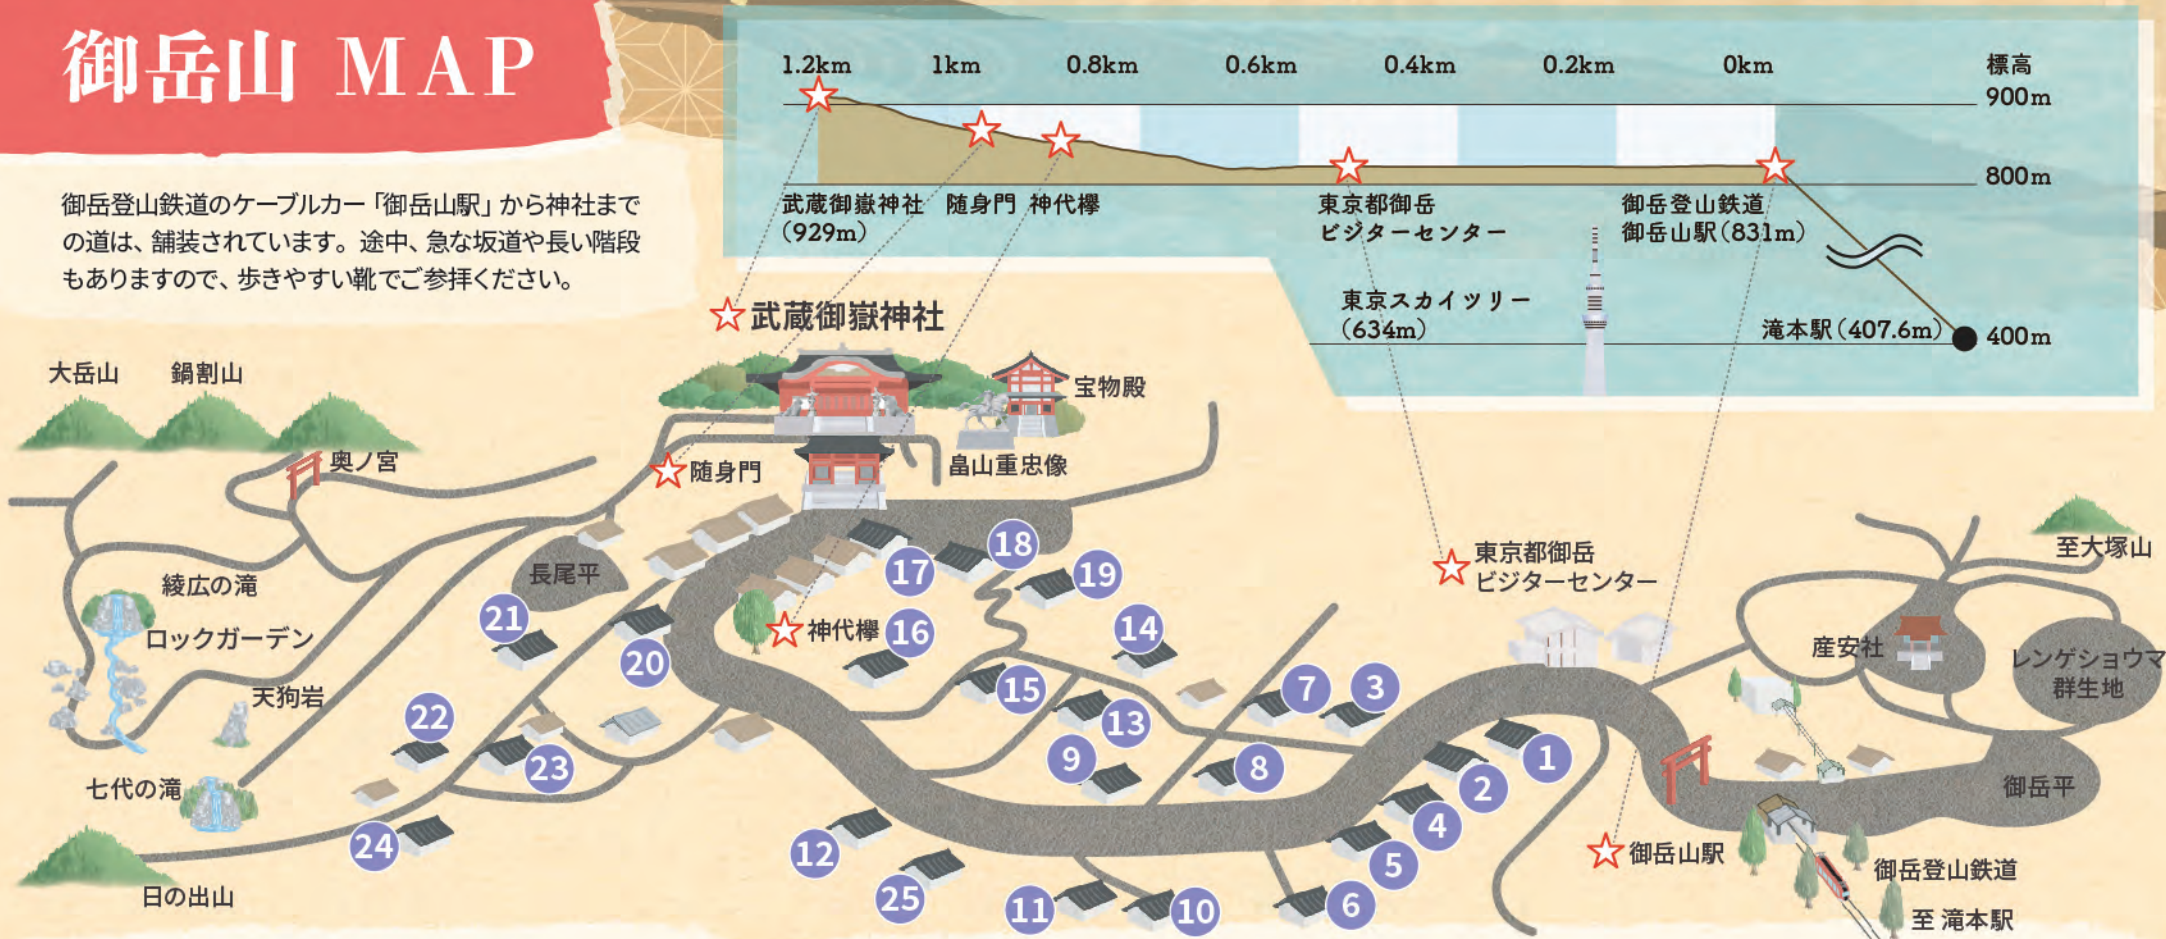 御岳山 MAP
御岳登山鉄道のケーブルカー「御岳山駅」から神社まで
の道は、舗装されています。途中、急な坂道や長い階段
もありますので、歩きやすい靴でご参拝ください。
1.2km 1km 0.8km 0.6km 0.4km 0.2km 0km 標高
900m
800m
武蔵御嶽神社
(929m)
随身門
神代欅
東京都御岳
ビジターセンター
御岳登山鉄道
御岳山駅(831m)
東京スカイツリー
(634m)
滝本駅(407.6m)
400m
武蔵御嶽神社
大岳山
鍋割山
宝物殿
奥ノ宮
随身門
畠山重忠像
東京都御岳
ビジターセンター
至大塚山
長尾平
綾広の滝
ロックガーデン
天狗岩
七代の滝
日の出山
神代欅
産安社
レンゲショウマ
群生地
御岳平
御岳山駅
御岳登山鉄道
至 滝本駅
18
17
19
21
16
14
20
15
7
3
22
13
9
8
1
23
2
4
24
12
5
25
11
10
6